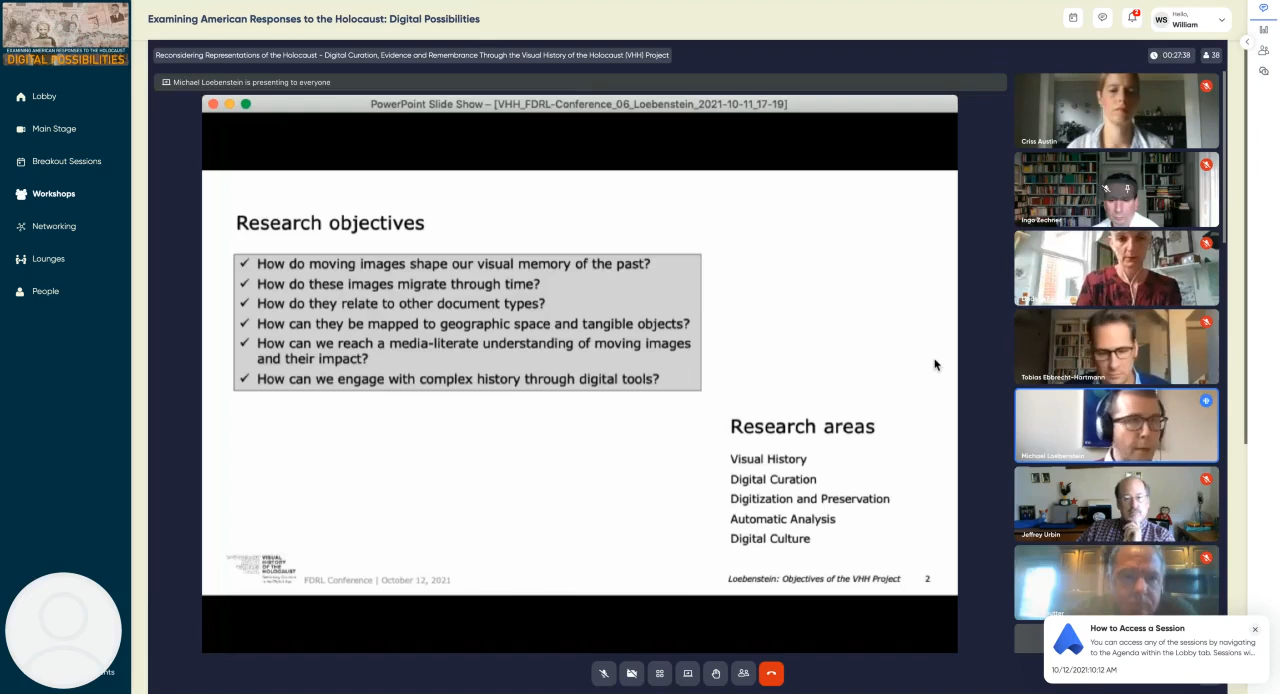 EXAMINING AMERICAN RESPONSES TO THE HOLOCAUST
DIGITAL POSSIBILITIES
Examining American Responses to the Holocaust: Digital Possibilities
2
WS
Hello,
William
Lobby
Main Stage
Breakout Sessions
Workshops
Networking
Lounges
People
nts
Reconsidering Representations of the Holocaust - Digital Curation, Evidence and Remembrance Through the Visual History of the Holocaust (VHH) Project
00:27:38
38
Michael Loebenstein is presenting to everyone
PowerPoint Slide Show – [VHH_FDRL-Conference_06_Loebenstein_2021-10-11_17-19]
Research objectives
✓ How do moving images shape our visual memory of the past?
✓ How do these images migrate through time?
✓ How do they relate to other document types?
✓ How can they be mapped to geographic space and tangible objects?
✓ How can we reach a media-literate understanding of moving images
and their impact?
✓ How can we engage with complex history through digital tools?
Research areas
Visual History
Digital Curation
Digitization and Preservation
Automatic Analysis
Digital Culture
VISUAL
HISTORY
OF THE
HOLOCAUST
FDRL Conference | October 12, 2021
Loebenstein: Objectives of the VHH Project
2
Criss Austin
Ingo Zechner
Tobias Ebbrecht-Hartmann
Michael Loebenstein
Jeffrey Urbin
How to Access a Session
You can access any of the sessions by navigating
to the Agenda within the Lobby tab. Sessions wi...
10/12/2021:10:12 AM